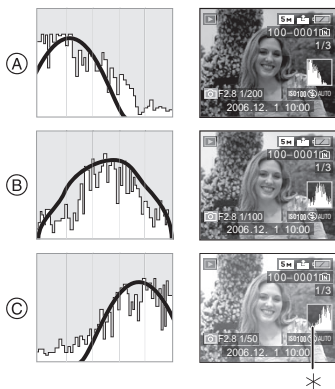 A
5M
100-0001
1/3
F2.8 1/200
ISO100 AUTO
2006.12. 1 10:00
B
5M
100-0001
1/3
F2.8 1/100
ISO100 AUTO
2006.12. 1 10:00
C
5M
100-0001
1/3
F2.8 1/50
ISO100 AUTO
2006.12. 1 10:00
*